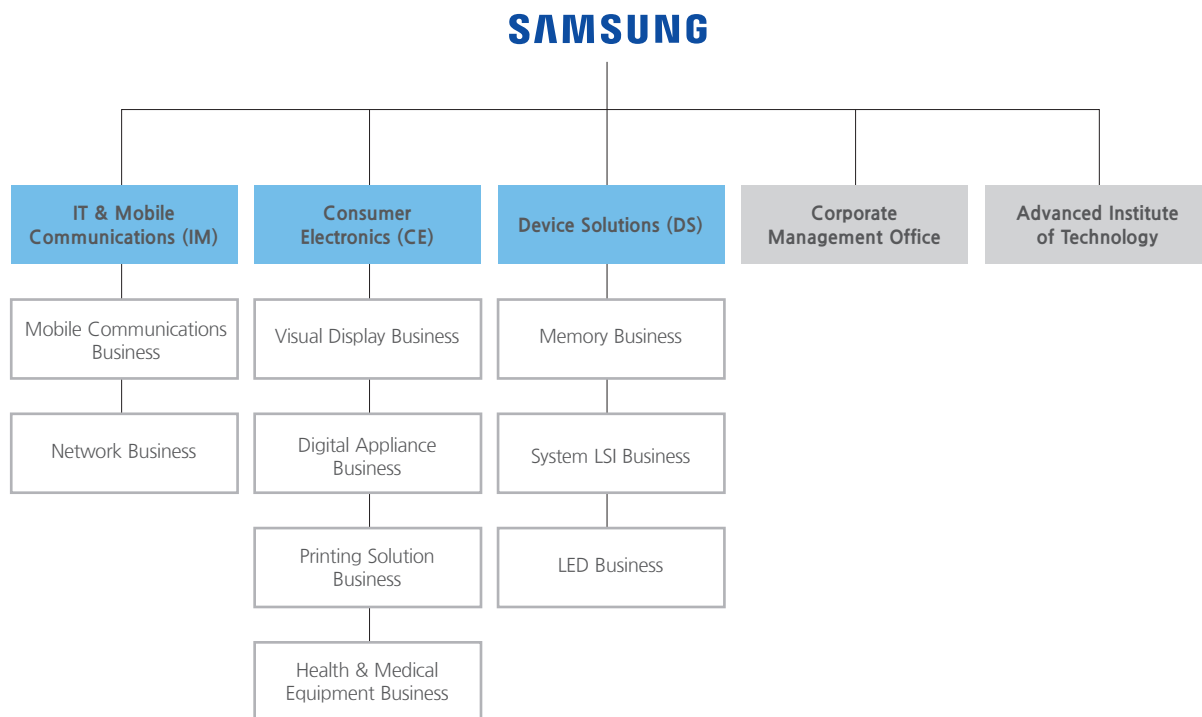 SAMSUNG
IT & Mobile
Communications (IM)
Consumer
Electronics (CE)
Device Solutions (DS)
Corporate
Management Office
Advanced Institute
of Technology
Mobile Communications
Business
Visual Display Business
Memory Business
Network Business
Digital Appliance
Business
System LSI Business
Printing Solution
Business
LED Business
Health & Medical
Equipment Business